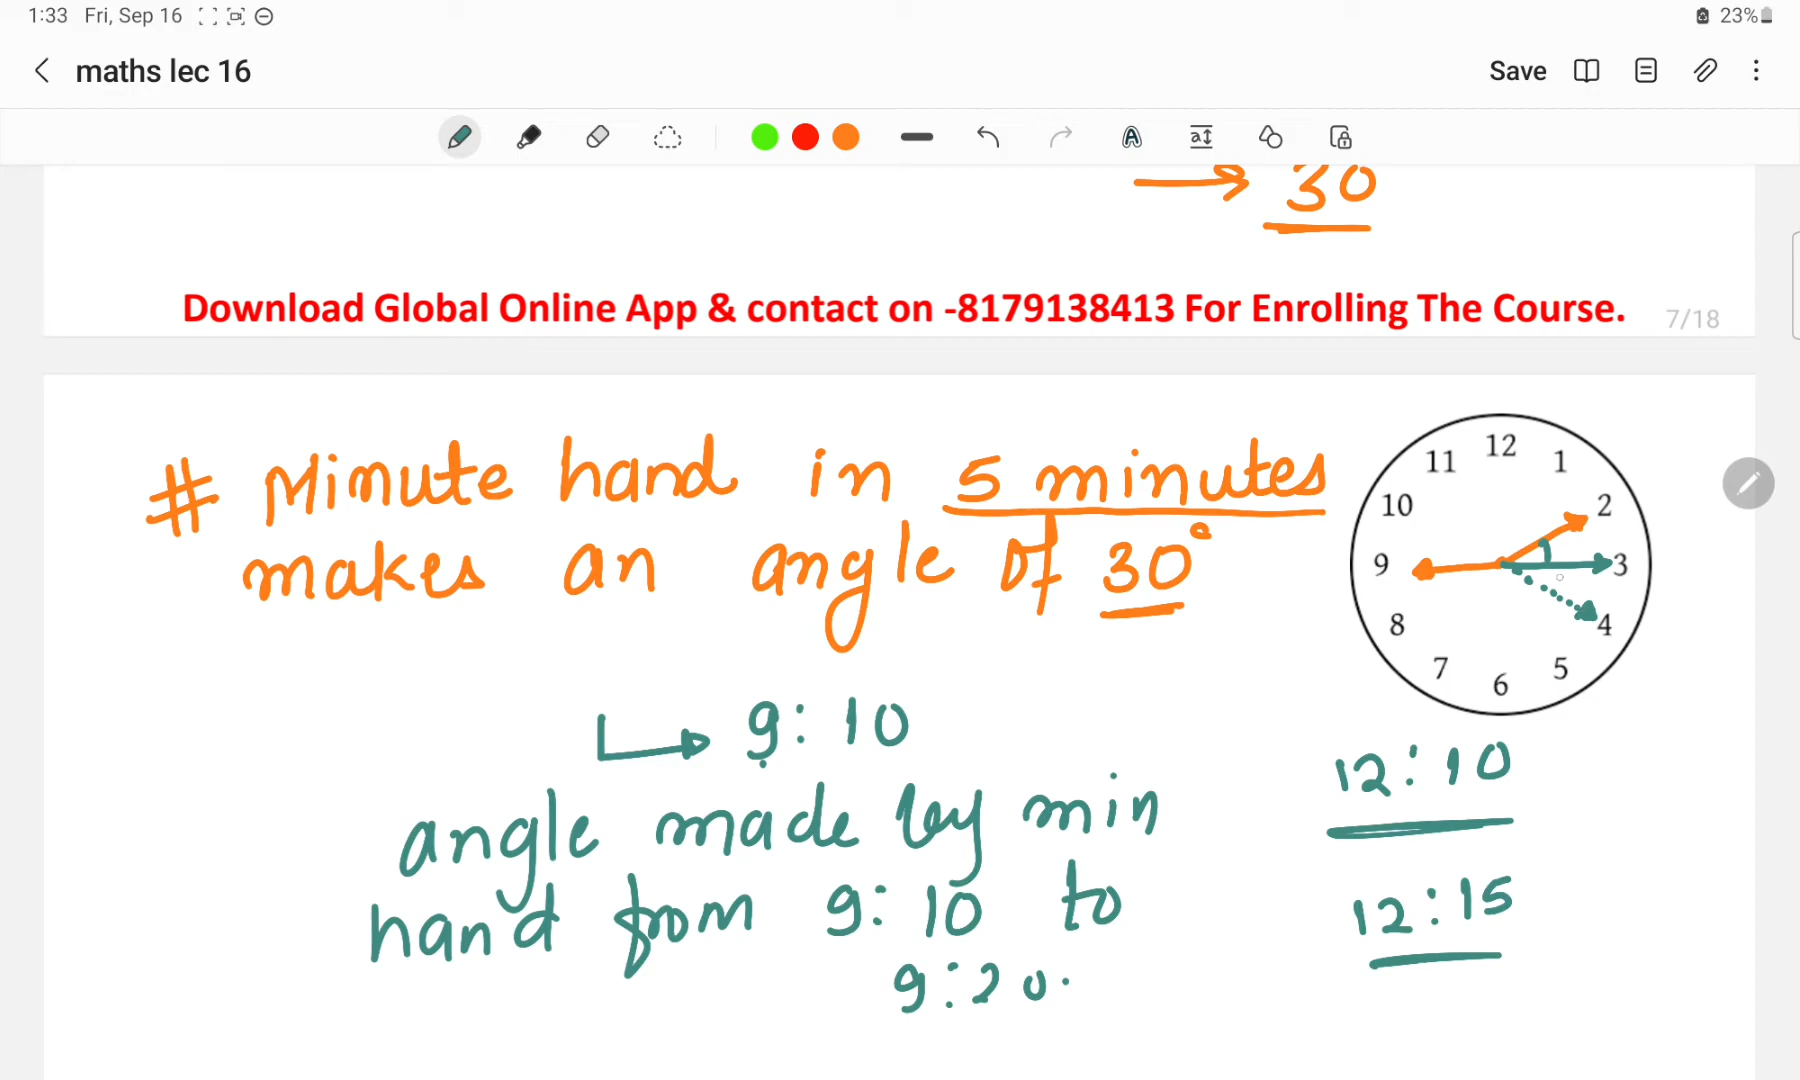 1:33 Fri, Sep 16
23%
maths lec 16
Save
→ 30
Download Global Online App & contact on -8179138413 For Enrolling The Course.
7/18
# Minute hand in 5 minutes
makes an angle of 30°
12
11 1
10 2
9 3
8 4
7 5
6
9:10
angle made by min
hand from 9:10 to
9:20.
12:10
12:15